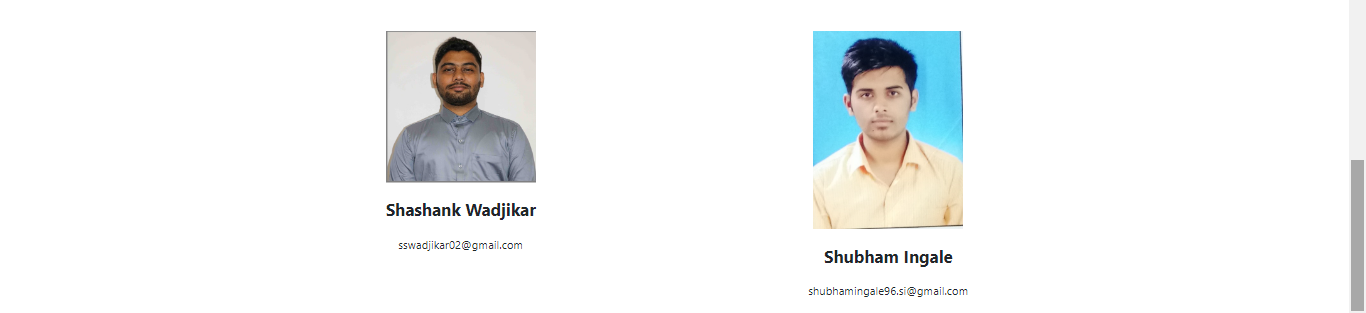 Shashank Wadjikar
sswadjikar02@gmail.com
Shubham Ingale
shubhamingale96.si@gmail.com